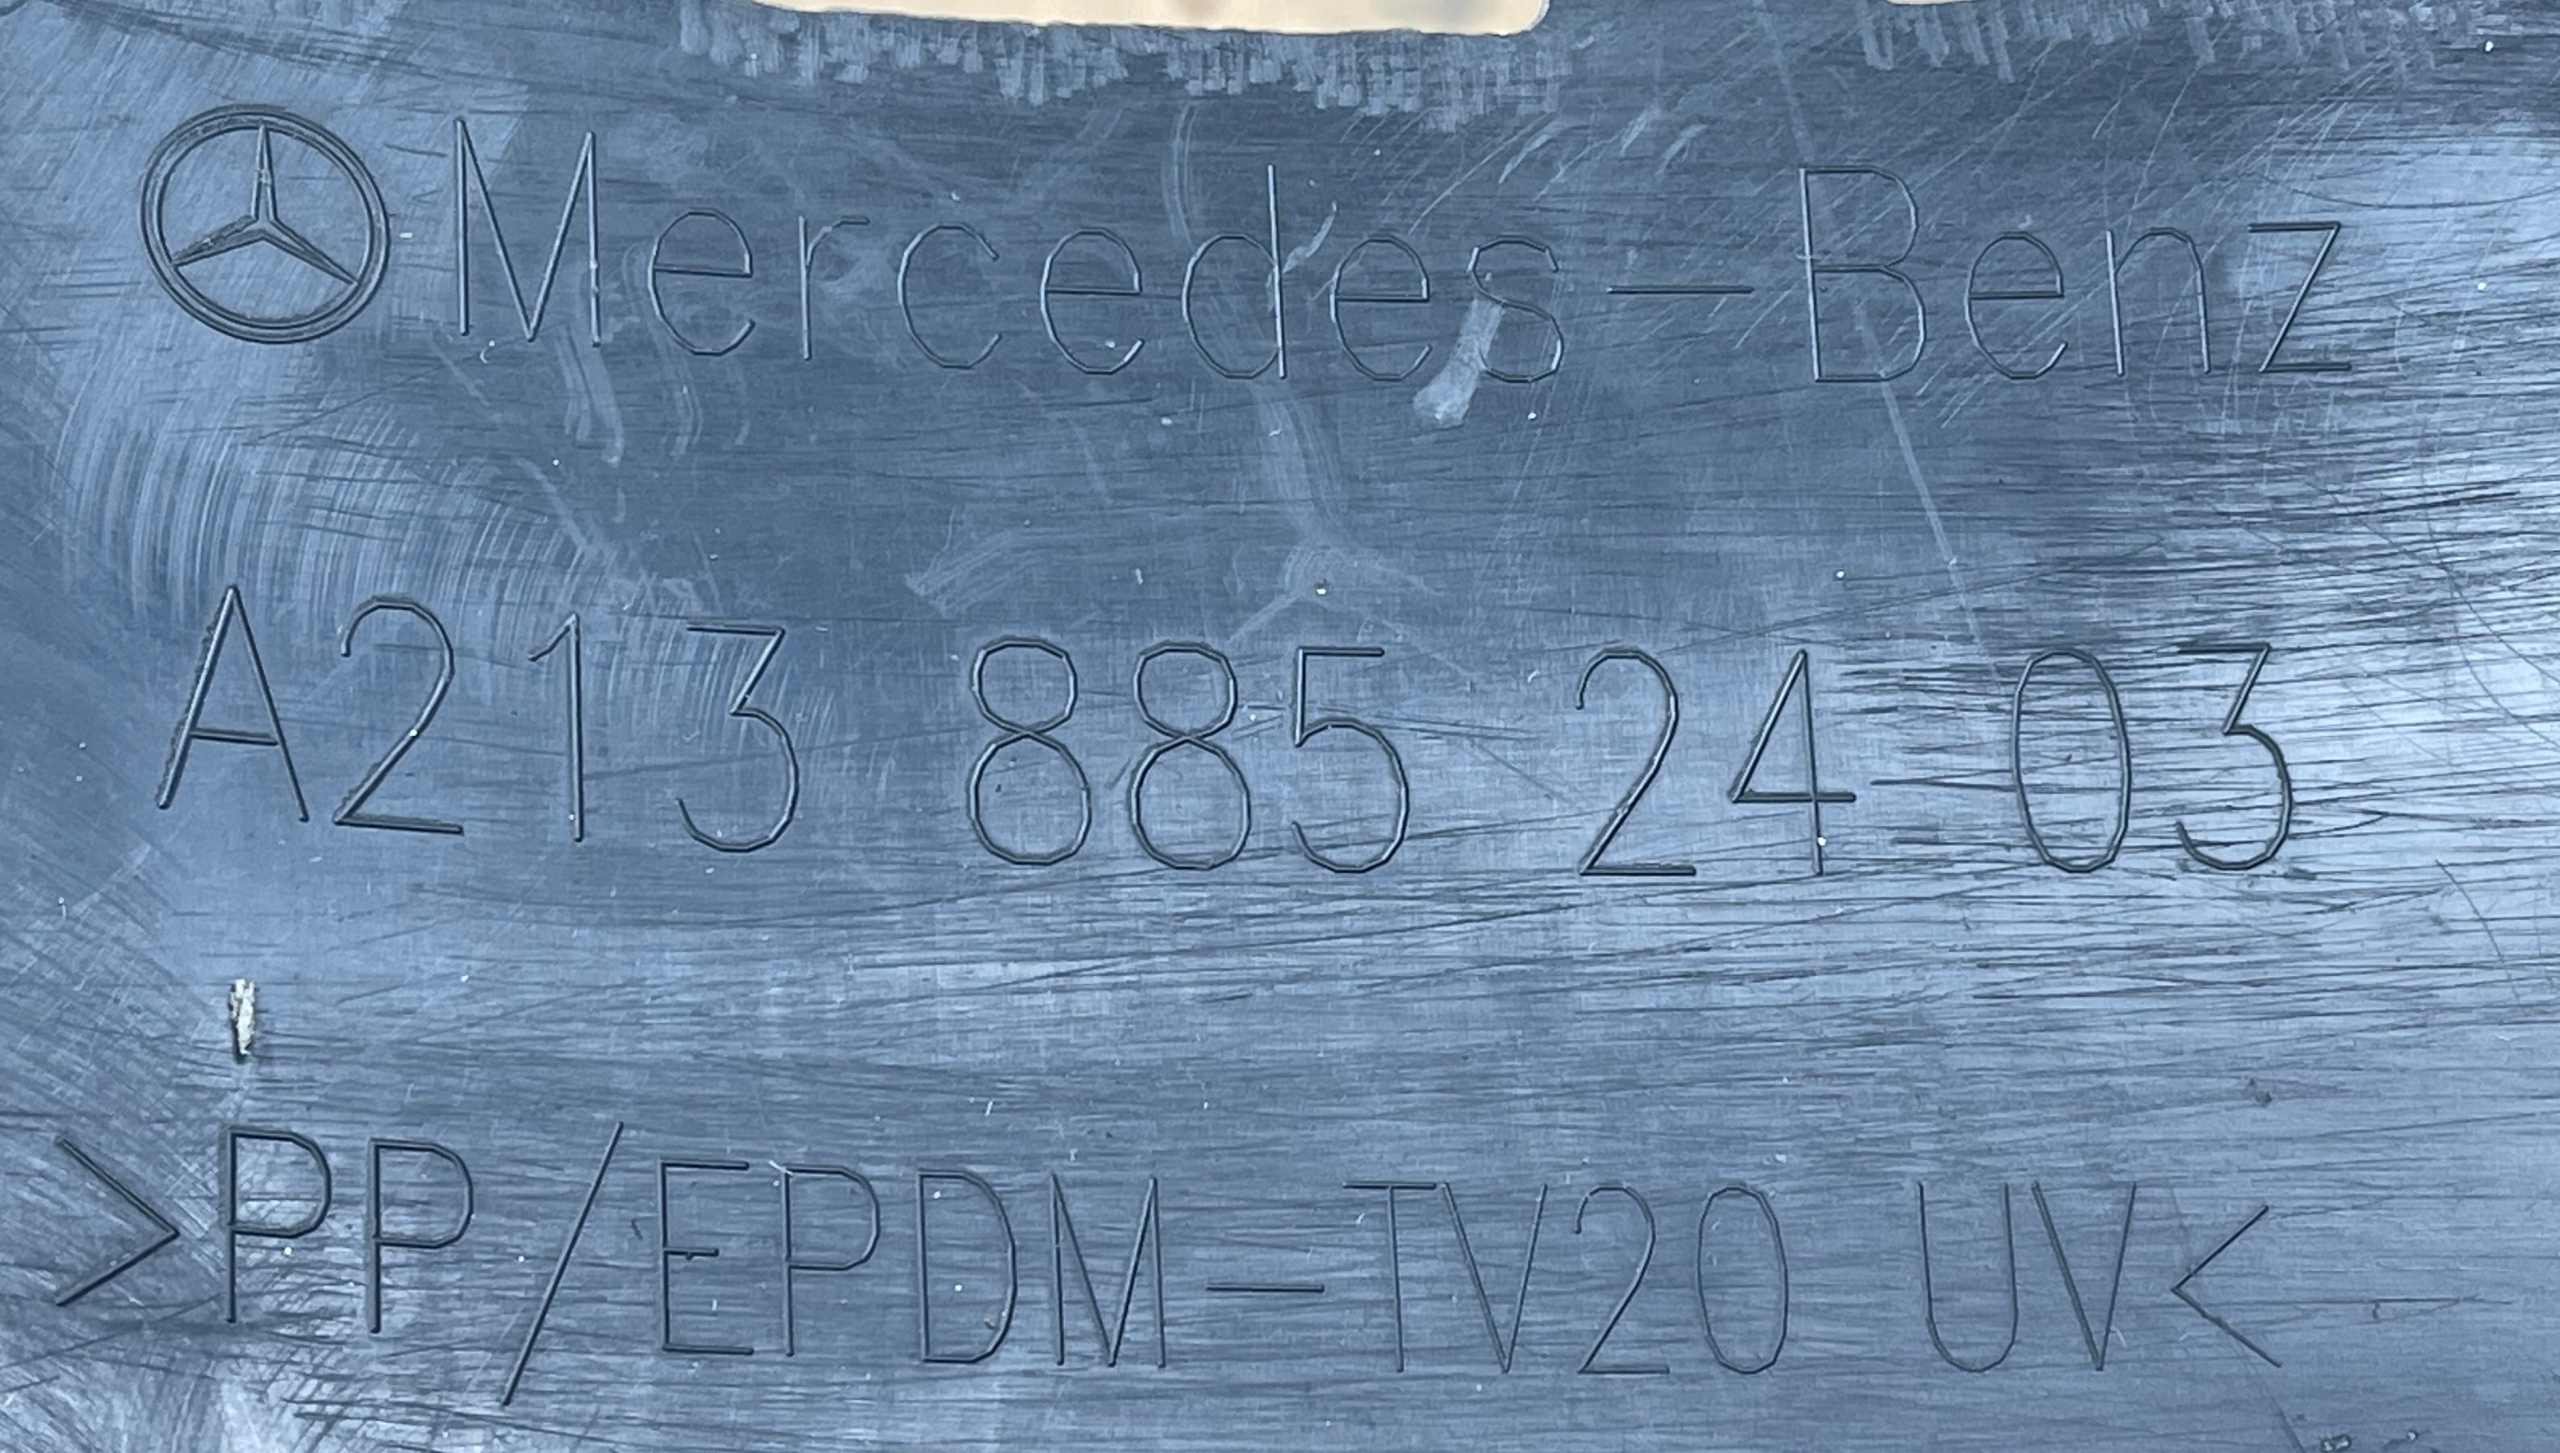 Mercedes-Benz
A213 885 24 03
>PP/EPDM-TV20 UV<